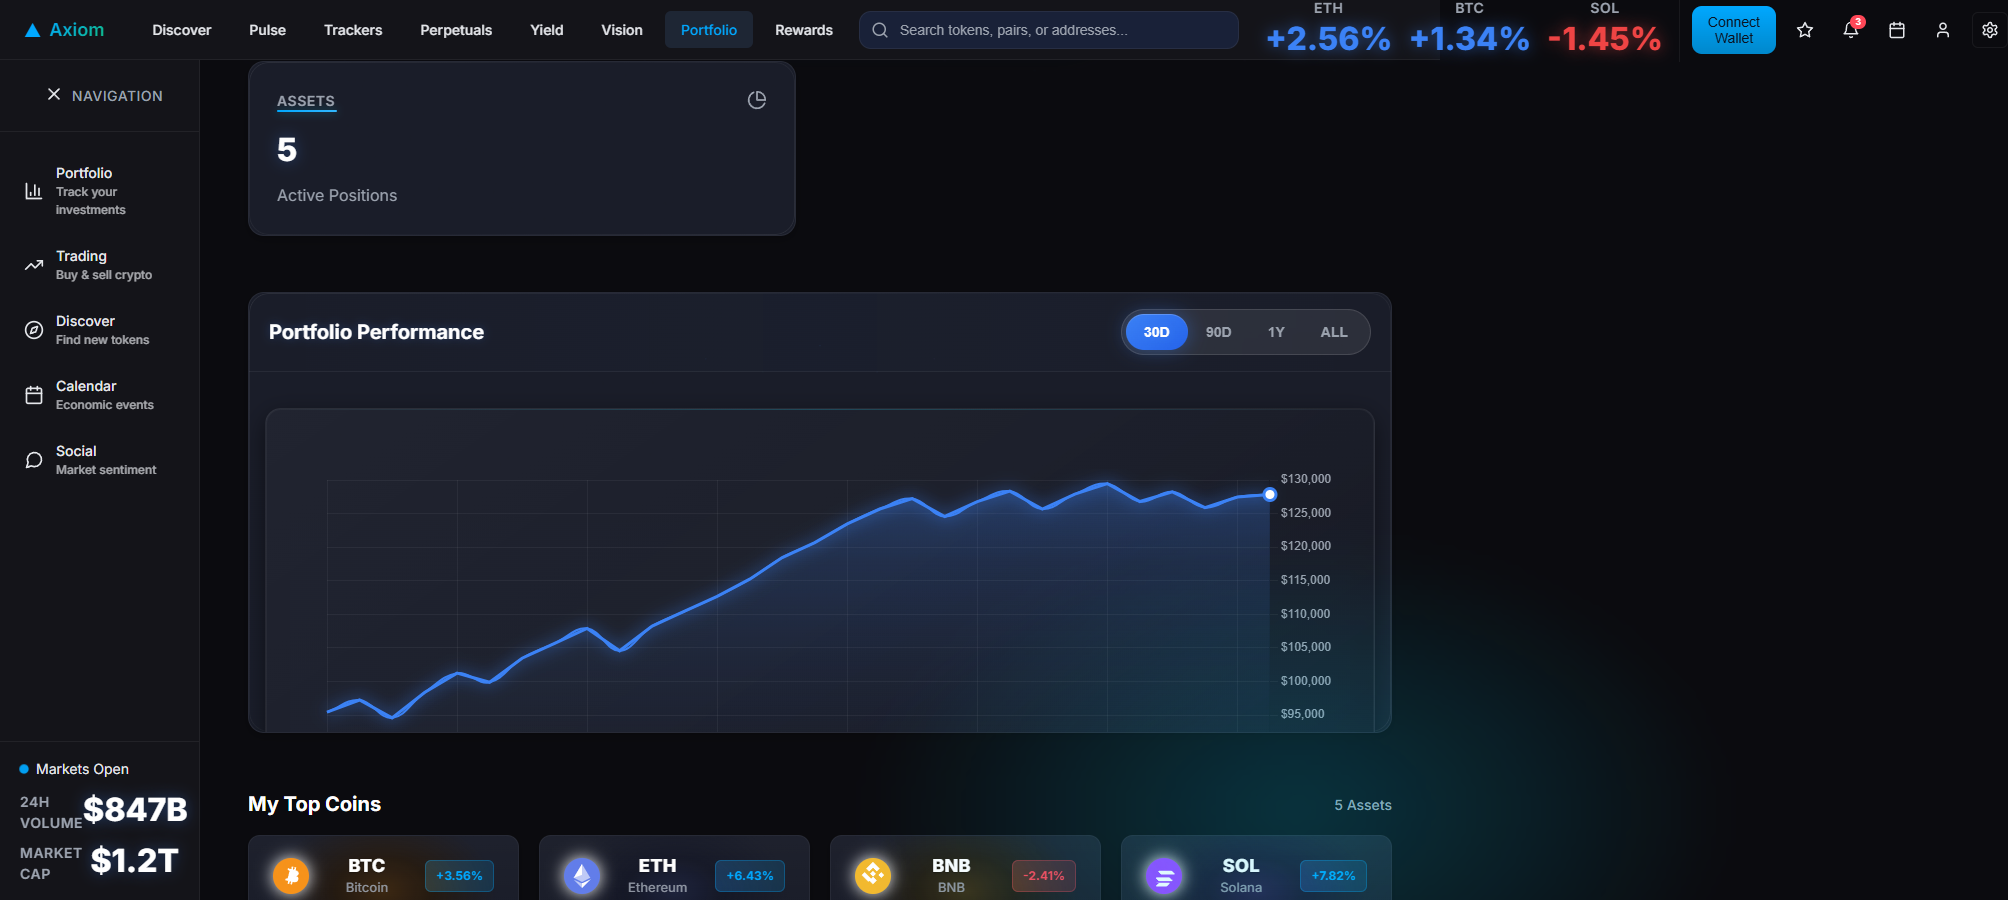 Axiom
Discover
Pulse
Trackers
Perpetuals
Yield
Vision
Portfolio
Rewards
Search tokens, pairs, or addresses...
ETH
+2.56%
BTC
+1.34%
SOL
-1.45%
Connect
Wallet
3
NAVIGATION
Portfolio
Track your
investments
Trading
Buy & sell crypto
Discover
Find new tokens
Calendar
Economic events
Social
Market sentiment
Markets Open
24H
VOLUME
$847B
MARKET
CAP
$1.2T
ASSETS
5
Active Positions
Portfolio Performance
30D
90D
1Y
ALL
$130,000
$125,000
$120,000
$115,000
$110,000
$105,000
$100,000
$95,000
My Top Coins
5 Assets
BTC
Bitcoin
+3.56%
ETH
Ethereum
+6.43%
BNB
BNB
-2.41%
SOL
Solana
+7.82%